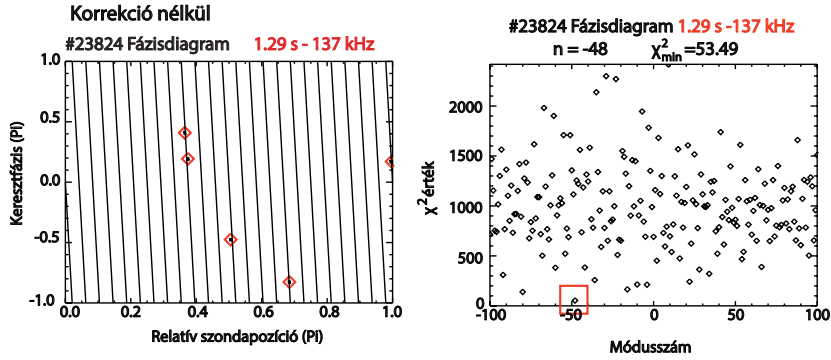 Korrekció nélkül
#23824 Fázisdiagram 1.29 s - 137 kHz
1.0
0.5
0.0
-0.5
-1.0
Keresztfázis (PI)
0.0 0.2 0.4 0.6 0.8 1.0
Relatív szondapozíció (PI)
#23824 Fázisdiagram 1.29 s -137 kHz
n = -48 χ²min =53.49
2000
1500
1000
500
0
χ² érték
-100 -50 0 50 100
Módusszám